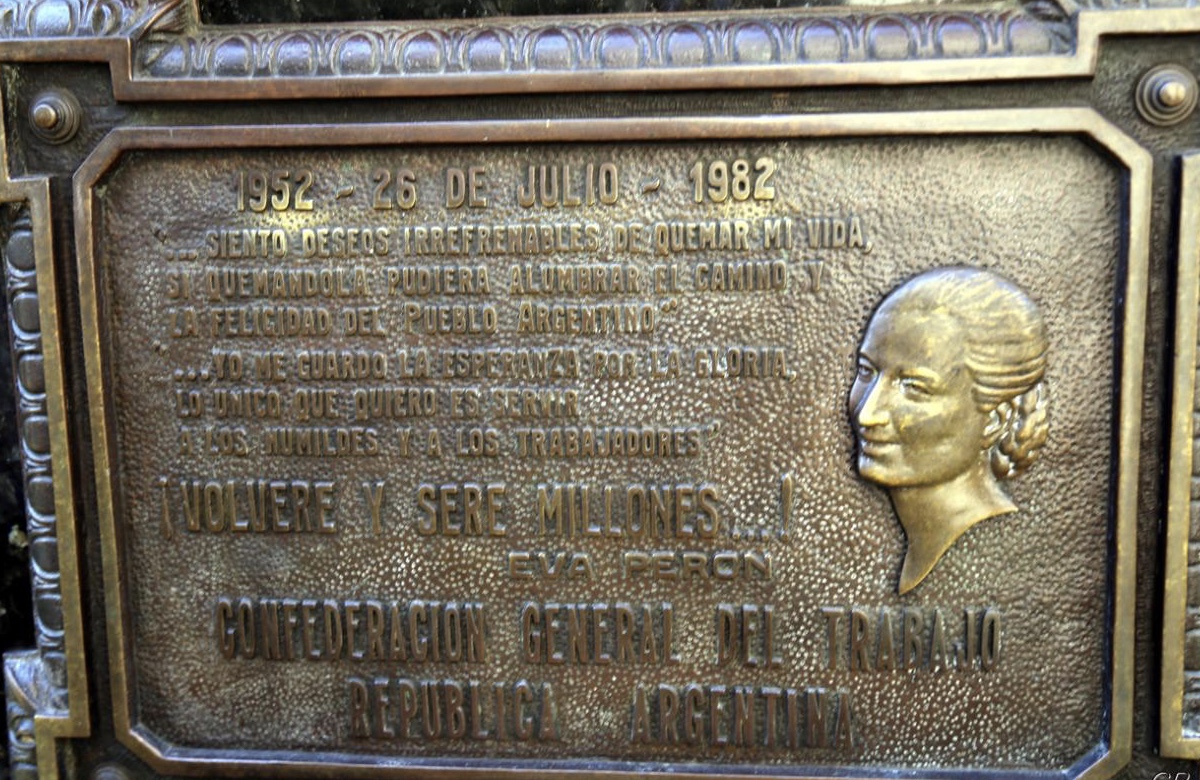 1952 - 26 DE JULIO - 1982
"...SIENTO DESEOS IRREFRENABLES, DE QUEMAR MI VIDA,
SI QUEMANDOLA PUDIERA ALUMBRAR EL CAMINO Y
LA FELICIDAD DEL PUEBLO ARGENTINO"
"...YO ME GUARDO LA ESPERANZA POR LA GLORIA,
LO UNICO QUE QUIERO ES SERVIR
A LOS HUMILDES Y A LOS TRABAJADORES"
¡VOLVERE Y SERE MILLONES...!
EVA PERON
CONFEDERACION GENERAL DEL TRABAJO
REPUBLICA ARGENTINA